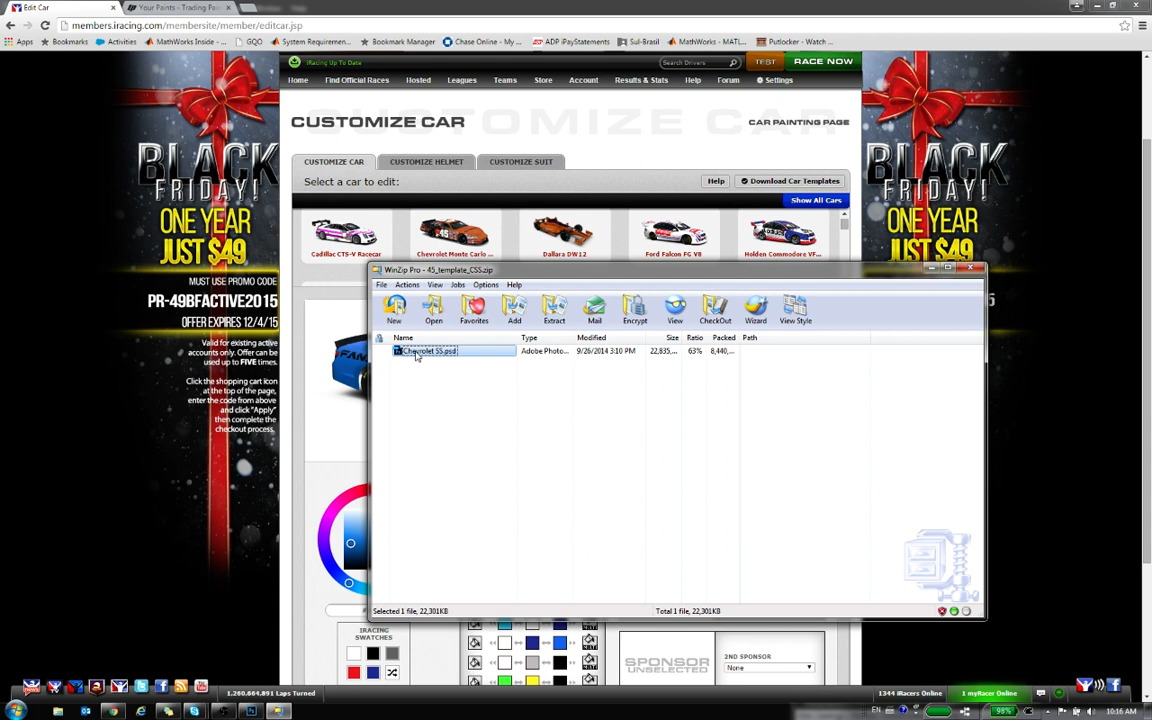 Edit Car
Your Paints - Trading Pain
members.iracing.com/membersite/member/editcar.jsp
Apps
Bookmarks
Activities
MathWorks Inside - ...
GQO
System Requiremen...
Bookmark Manager
Chase Online - My ...
ADP iPayStatements
Sul-Brasil
MathWorks - MATL...
Putlocker - Watch ...
iRacing Up To Date
Search Drivers
TEST
RACE NOW
Home
Find Official Races
Hosted
Leagues
Teams
Store
Account
Results & Stats
Help
Forum
Settings
CUSTOMIZE CAR
CAR PAINTING PAGE
CUSTOMIZE CAR
CUSTOMIZE HELMET
CUSTOMIZE SUIT
Select a car to edit:
Help
Download Car Templates
Show All Cars
Cadillac CTS-V Racecar
Chevrolet Monte Carlo ...
Dallara DW12
Ford Falcon FG V8
Holden Commodore VF...
BLACK
FRIDAY!
ONE YEAR
JUST $49
MUST USE PROMO CODE
PR-49BFACTIVE2015
OFFER EXPIRES 12/4/15
Valid for existing active
accounts only. Offer can be
used up to FIVE times.
Click the shopping cart icon
at the top of the page,
enter the code from above
and click "Apply"
then complete the
checkout process.
BLACK
FRIDAY!
ONE YEAR
JUST $49
WinZip Pro - 45_template_CSS.zip
File
Actions
View
Jobs
Options
Help
New
Open
Favorites
Add
Extract
Mail
Encrypt
View
CheckOut
Wizard
View Style
Name
Type
Modified
Size
Ratio
Packed
Path
Chevrolet SS.psd
Adobe Photo...
9/26/2014 3:10 PM
22,835,...
63%
8,440,...
Selected 1 file, 22,301KB
Total 1 file, 22,301KB
IRACING
SWATCHES
SPONSOR
UNSELECTED
2ND SPONSOR
None
1,260,664,891 Laps Turned
1344 iRacers Online
1 myRacer Online
EN
98%
10:16 AM